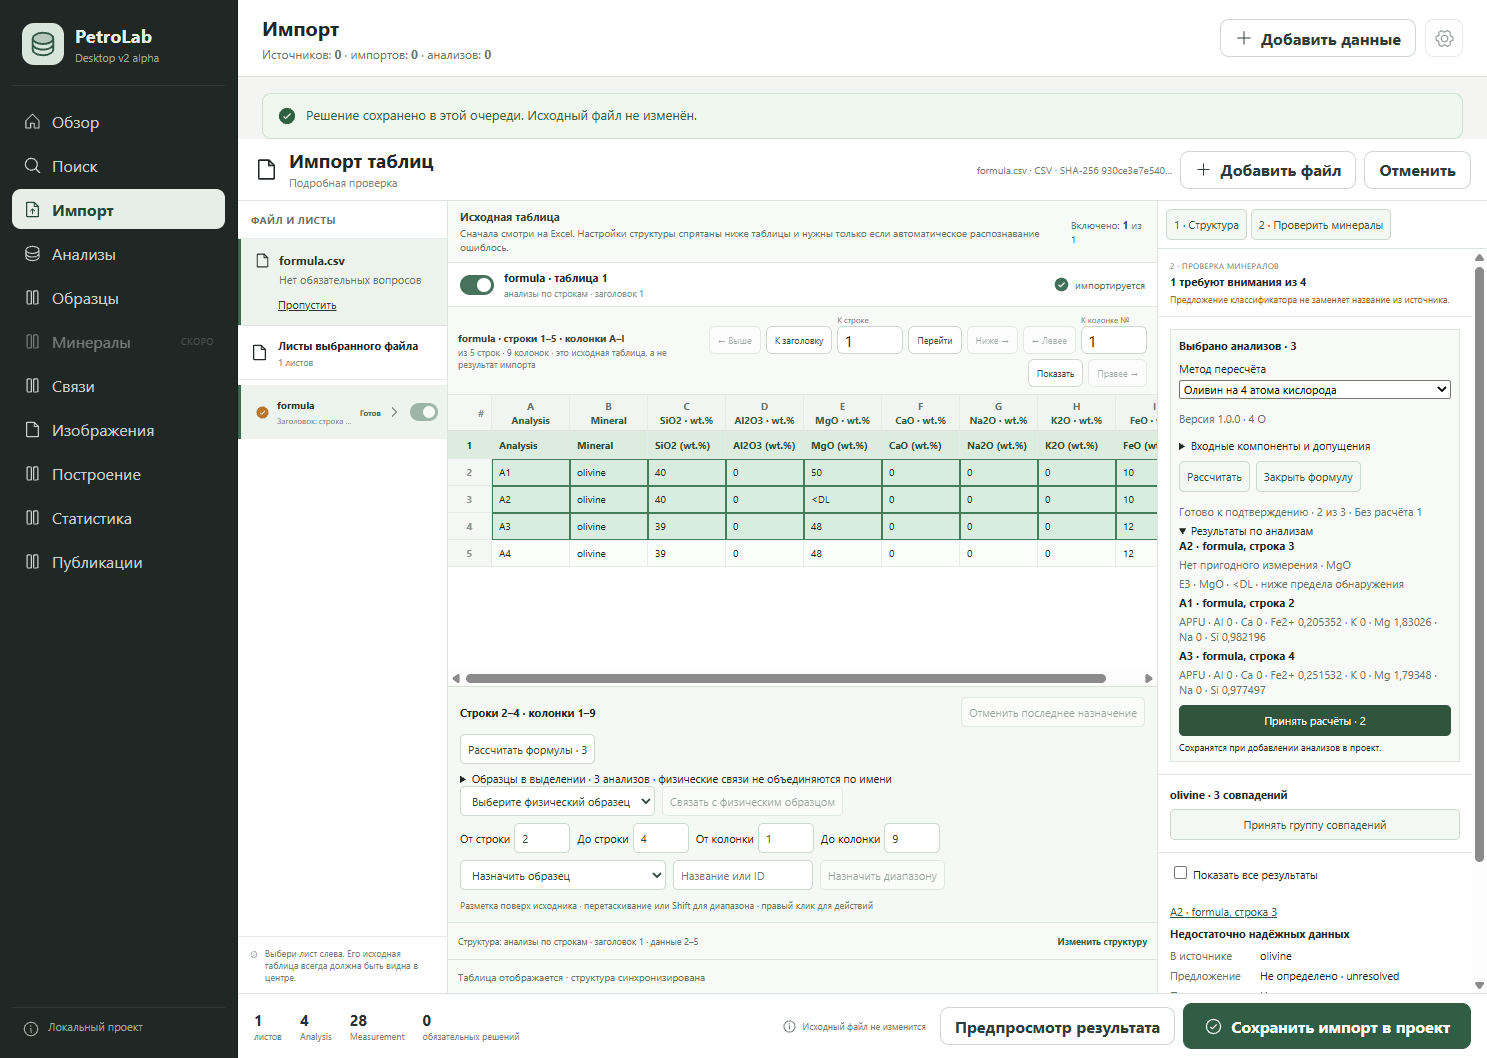 PetroLab
Desktop v2 alpha
Обзор
Поиск
Импорт
Анализы
Образцы
Минералы СКОРО
Связи
Изображения
Построение
Статистика
Публикации
Локальный проект
Импорт
Источников: 0 · импортов: 0 · анализов: 0
Добавить данные
Решение сохранено в этой очереди. Исходный файл не изменён.
Импорт таблиц
Подробная проверка
formula.csv · CSV · SHA-256 930ce3e7e540...
Добавить файл
Отменить
ФАЙЛ И ЛИСТЫ
formula.csv
Нет обязательных вопросов
Пропустить
Листы выбранного файла
1 листов
formula
Заголовок: строка ...
Готов
Выбери лист слева. Его исходная
таблица всегда должна быть видна в
центре.
Исходная таблица
Сначала смотри на Excel. Настройки структуры спрятаны ниже таблицы и нужны только если автоматическое распознавание
ошиблось.
Включено: 1 из
1
formula · таблица 1
анализы по строкам · заголовок 1
импортируется
formula · строки 1–5 · колонки A–I
из 5 строк · 9 колонок · это исходная таблица, а не
результат импорта
← Выше
К заголовку
К строке
1
Перейти
Ниже →
← Левее
К колонке №
1
Показать
Правее →
# A B C D E F G H I
Analysis Mineral SiO2 · wt.% Al2O3 · wt.% MgO · wt.% CaO · wt.% Na2O · wt.% K2O · wt.% FeO ·
1 Analysis Mineral SiO2 (wt.%) Al2O3 (wt.%) MgO (wt.%) CaO (wt.%) Na2O (wt.%) K2O (wt.%) FeO (wt
2 A1 olivine 40 0 50 0 0 0 10
3 A2 olivine 40 0 <DL 0 0 0 10
4 A3 olivine 39 0 48 0 0 0 12
5 A4 olivine 39 0 48 0 0 0 12
Строки 2–4 · колонки 1–9
Отменить последнее назначение
Рассчитать формулы · 3
Образцы в выделении · 3 анализов · физические связи не объединяются по имени
Выберите физический образец
Связать с физическим образцом
От строки 2 До строки 4 От колонки 1 До колонки 9
Назначить образец
Название или ID
Назначить диапазону
Разметка поверх исходника · перетаскивание или Shift для диапазона · правый клик для действий
Структура: анализы по строкам · заголовок 1 · данные 2–5
Изменить структуру
Таблица отображается · структура синхронизирована
1 · Структура
2 · Проверить минералы
2 · ПРОВЕРКА МИНЕРАЛОВ
1 требуют внимания из 4
Предложение классификатора не заменяет название из источника.
Выбрано анализов · 3
Метод пересчёта
Оливин на 4 атома кислорода
Версия 1.0.0 · 4 O
Входные компоненты и допущения
Рассчитать
Закрыть формулу
Готово к подтверждению · 2 из 3 · Без расчёта 1
Результаты по анализам
A2 · formula, строка 3
Нет пригодного измерения · MgO
E3 · MgO · <DL · ниже предела обнаружения
A1 · formula, строка 2
APFU · Al 0 · Ca 0 · Fe2+ 0,205352 · K 0 · Mg 1,83026 ·
Na 0 · Si 0,982196
A3 · formula, строка 4
APFU · Al 0 · Ca 0 · Fe2+ 0,251532 · K 0 · Mg 1,79348 ·
Na 0 · Si 0,977497
Принять расчёты · 2
Сохранятся при добавлении анализов в проект.
olivine · 3 совпадений
Принять группу совпадений
Показать все результаты
A2 · formula, строка 3
Недостаточно надёжных данных
В источнике olivine
Предложение Не определено · unresolved
1 листов
4 Analysis
28 Measurement
0 обязательных решений
Исходный файл не изменится
Предпросмотр результата
Сохранить импорт в проект